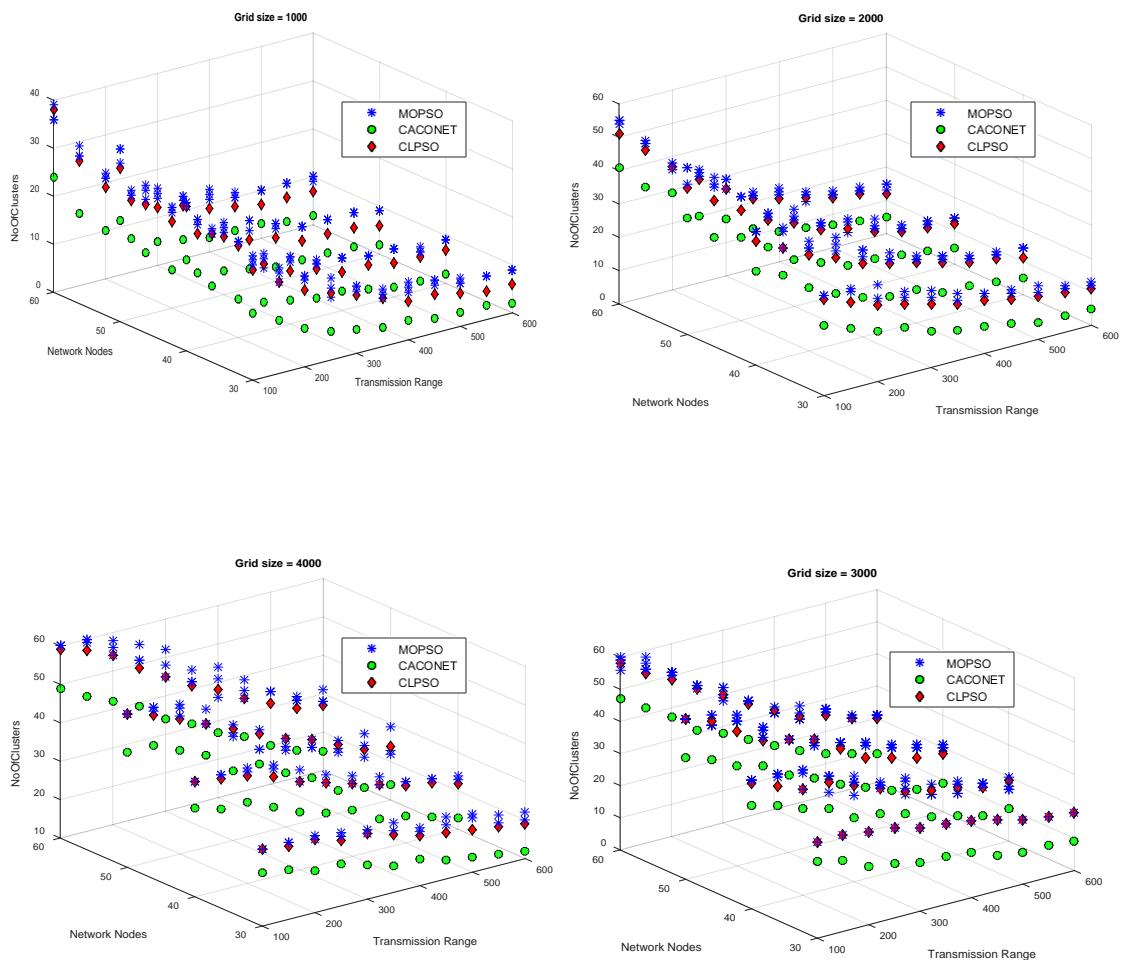 Grid size = 1000
MOPSO
CACONET
CLPSO
NoOfClusters
40
30
20
10
0
60
50
40
30
Network Nodes
100
200
300
400
500
600
Transmission Range
Grid size = 2000
MOPSO
CACONET
CLPSO
NoOfClusters
60
50
40
30
20
10
0
60
50
40
30
Network Nodes
100
200
300
400
500
600
Transmission Range
Grid size = 4000
MOPSO
CACONET
CLPSO
NoOfClusters
60
50
40
30
20
10
60
50
40
30
Network Nodes
100
200
300
400
500
600
Transmission Range
Grid size = 3000
MOPSO
CACONET
CLPSO
NoOfClusters
60
50
40
30
20
10
0
60
50
40
30
Network Nodes
100
200
300
400
500
600
Transmission Range